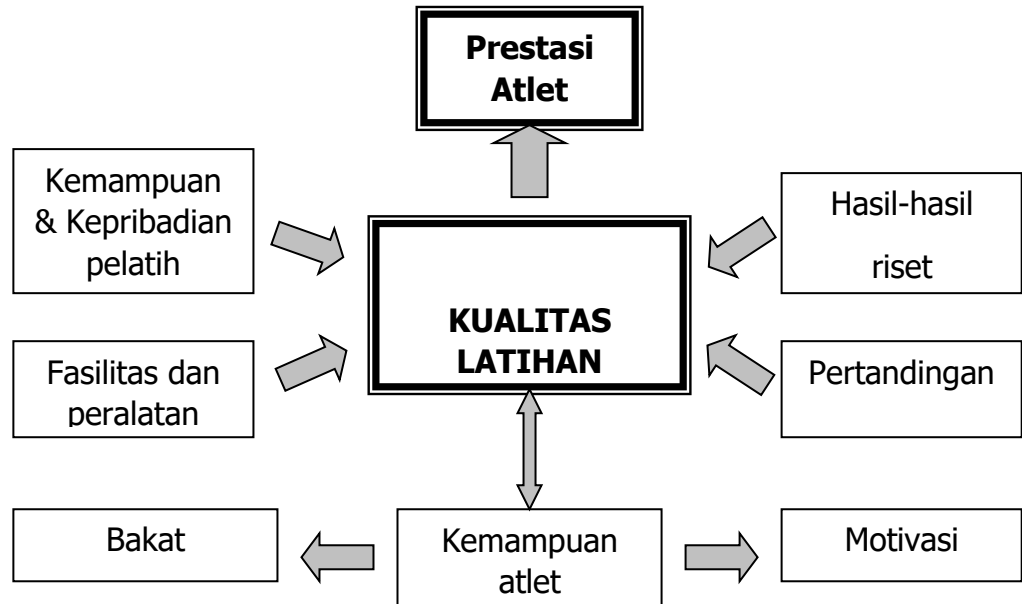 Prestasi
Atlet
Kemampuan
& Kepribadian
pelatih
Hasil-hasil
riset
KUALITAS
LATIHAN
Fasilitas dan
peralatan
Pertandingan
Bakat
Kemampuan
atlet
Motivasi